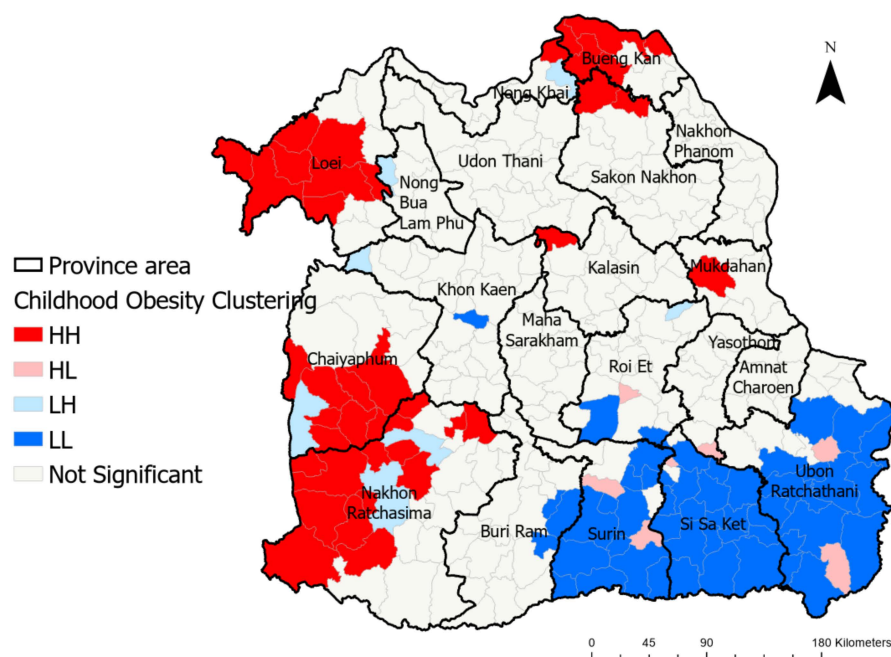 N
Bueng Kan
Nong Khai
Nakhon
Phanom
Loei
Udon Thani
Sakon Nakhon
Nong
Bua
Lam Phu
Province area
Childhood Obesity Clustering
HH
HL
LH
LL
Not Significant
Kalasin
Mukdahan
Khon Kaen
Maha
Sarakham
Chaiyaphum
Roi Et
Yasothon
Amnat
Charoen
Nakhon
Ratchasima
Buri Ram
Surin
Si Sa Ket
Ubon
Ratchathani
0 45 90 180 Kilometers